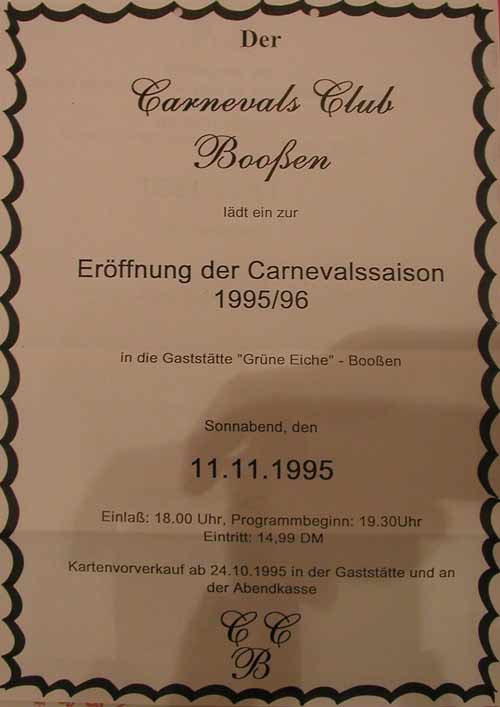 Der
Carnevals Club
Booßen
lädt ein zur
Eröffnung der Carnevalssaison
1995/96
in die Gaststätte "Grüne Eiche" - Booßen
Sonnabend, den
11.11.1995
Einlaß: 18.00 Uhr, Programmbeginn: 19.30Uhr
Eintritt: 14,99 DM
Kartenvorverkauf ab 24.10.1995 in der Gaststätte und an
der Abendkasse
C C
B